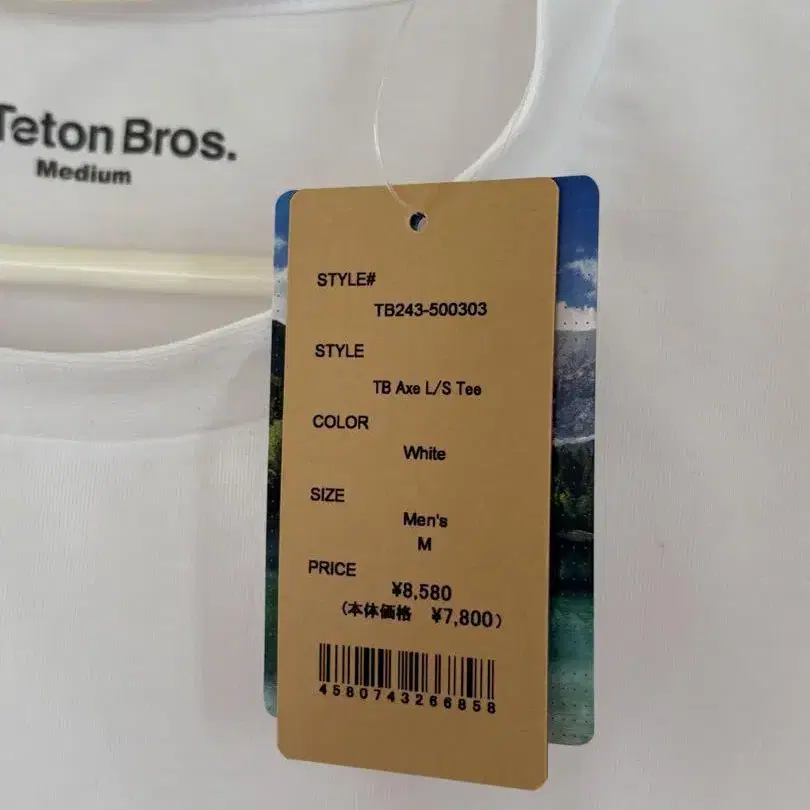 Teton Bros.
Medium
STYLE#
TB243-500303
STYLE
TB Axe L/S Tee
COLOR
White
SIZE
Men's
M
PRICE
¥8,580
(本体価格 ¥7,800)
4580743266858